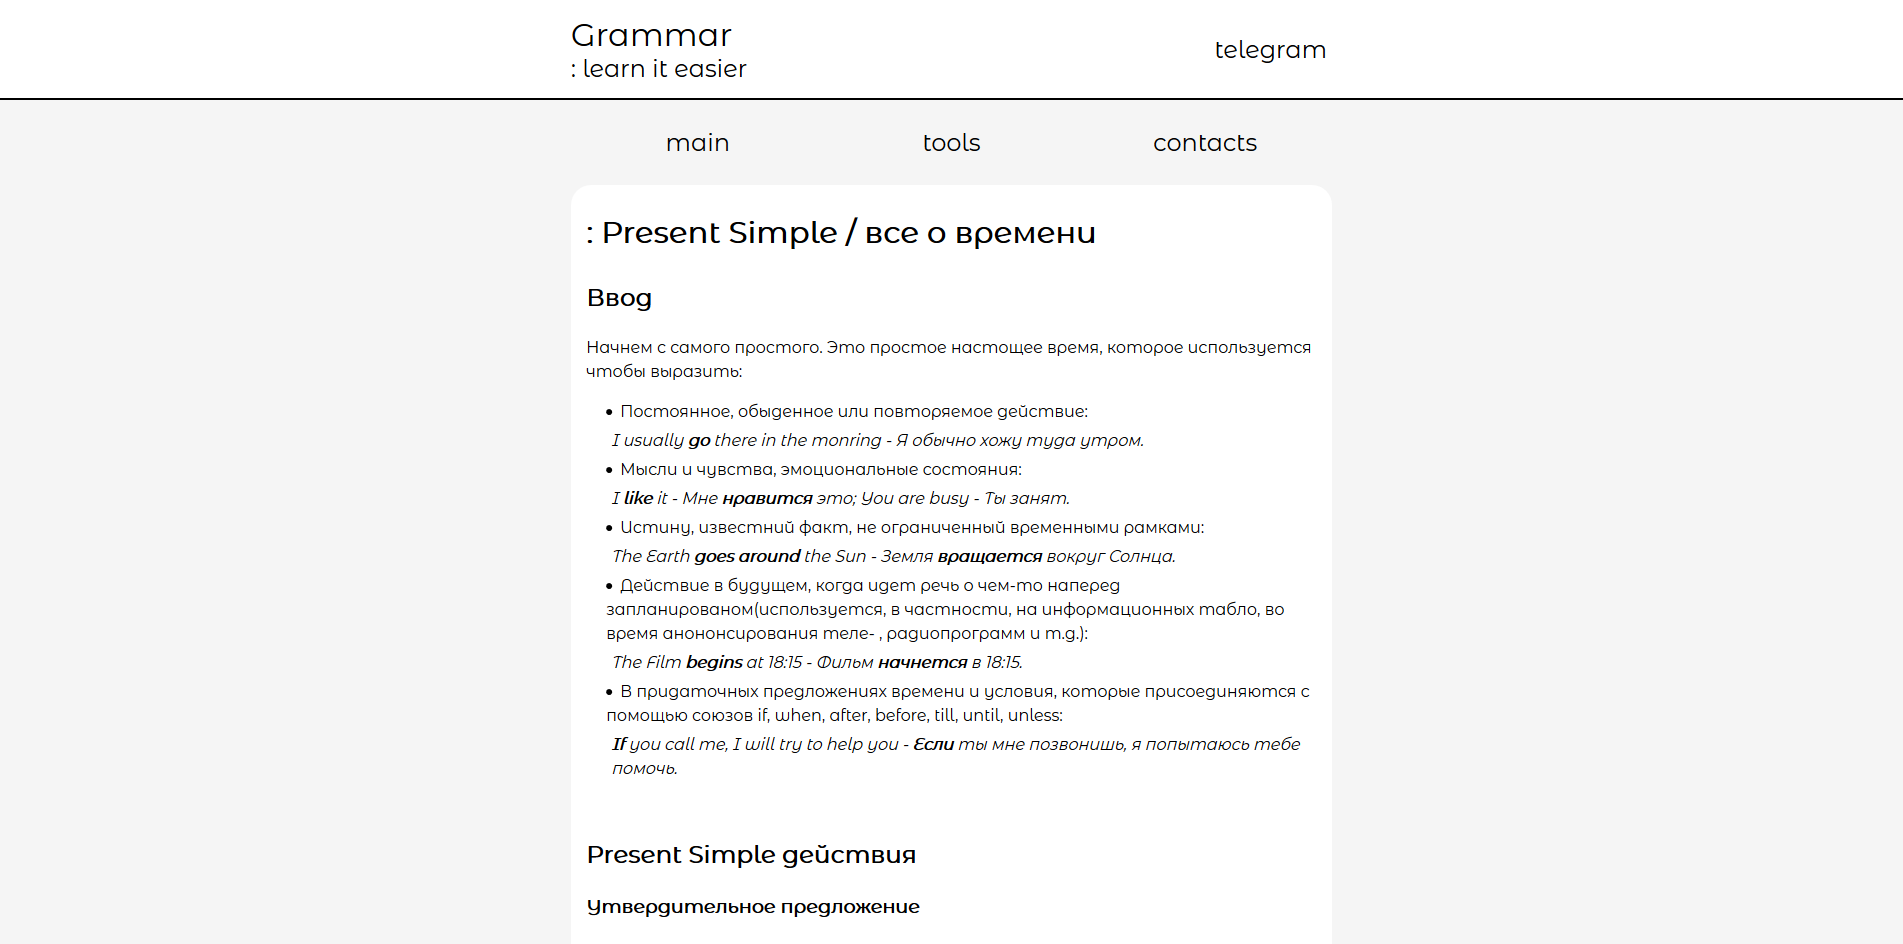 Grammar
: learn it easier
telegram
main
tools
contacts
: Present Simple / все о времени
Ввод
Начнем с самого простого. Это простое настощее время, которое используется
чтобы выразить:
• Постоянное, обыденное или повторяемое действие:
I usually go there in the monring - Я обычно хожу туда утром.
• Мысли и чувства, эмоциональные состояния:
I like it - Мне нравится это; You are busy - Ты занят.
• Истину, известний факт, не ограниченный временными рамками:
The Earth goes around the Sun - Земля вращается вокруг Солнца.
• Действие в будущем, когда идет речь о чем-то наперед
запланированом(используется, в частности, на информационных табло, во
время анононсирования теле- , радиопрограмм и т.д.):
The Film begins at 18:15 - Фильм начнется в 18:15.
• В придаточных предложениях времени и условия, которые присоединяются с
помощью союзов if, when, after, before, till, until, unless:
If you call me, I will try to help you - Если ты мне позвонишь, я попытаюсь тебе
помочь.
Present Simple действия
Утвердительное предложение